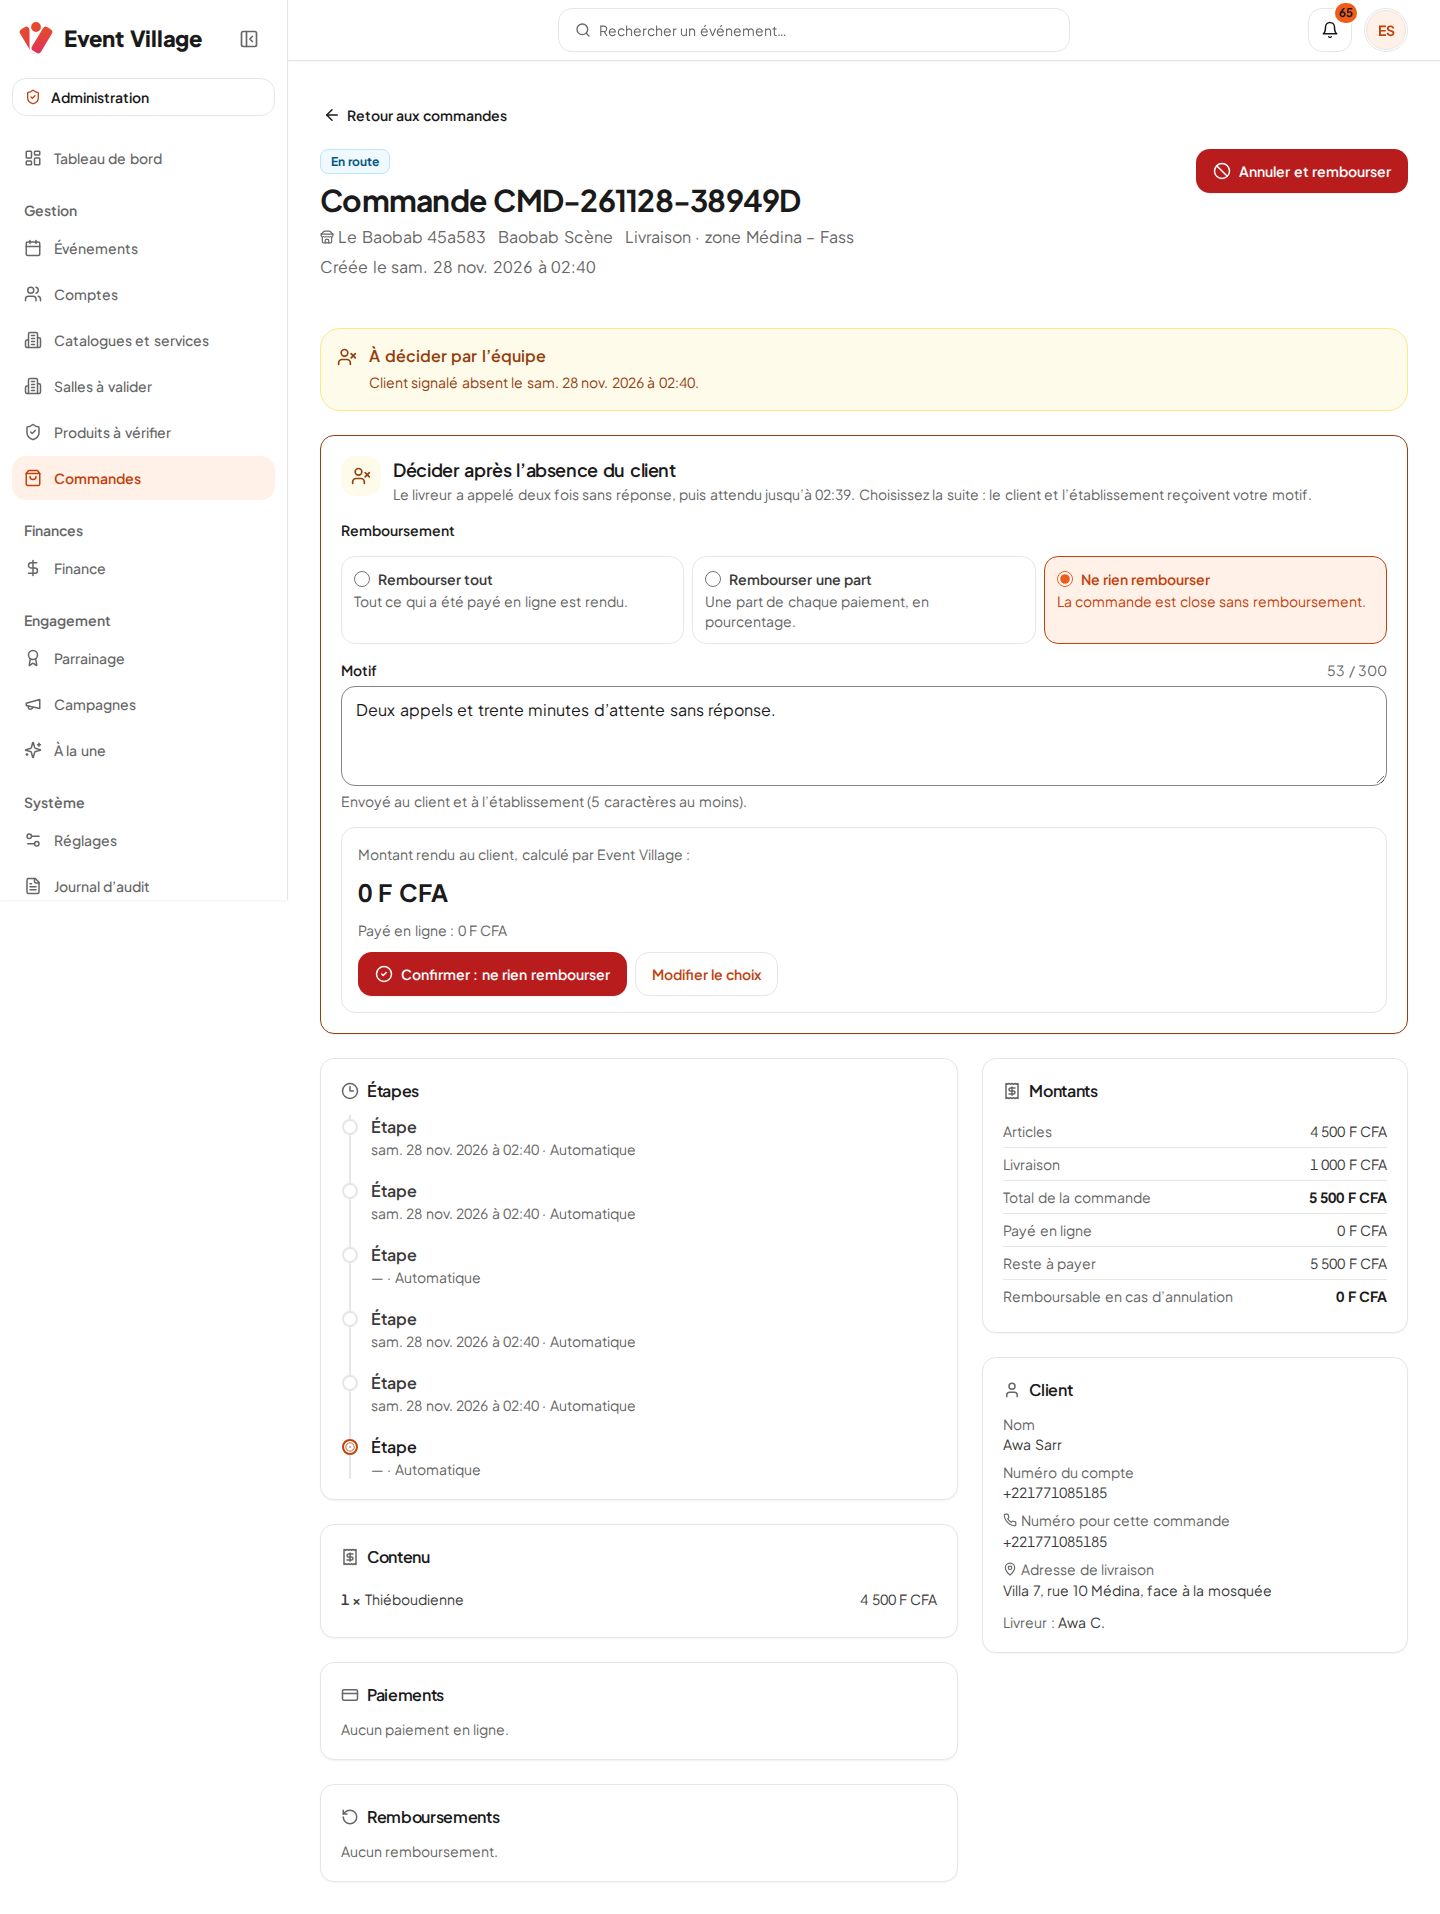 Event Village
Administration
Tableau de bord
Gestion
Événements
Comptes
Catalogues et services
Salles à valider
Produits à vérifier
Commandes
Finances
Finance
Engagement
Parrainage
Campagnes
À la une
Système
Réglages
Journal d’audit
Rechercher un événement…
65
ES
Retour aux commandes
En route
Annuler et rembourser
Commande CMD-261128-38949D
Le Baobab 45a583 Baobab Scène Livraison · zone Médina – Fass
Créée le sam. 28 nov. 2026 à 02:40
À décider par l’équipe
Client signalé absent le sam. 28 nov. 2026 à 02:40.
Décider après l’absence du client
Le livreur a appelé deux fois sans réponse, puis attendu jusqu’à 02:39. Choisissez la suite : le client et l’établissement reçoivent votre motif.
Remboursement
Rembourser tout
Tout ce qui a été payé en ligne est rendu.
Rembourser une part
Une part de chaque paiement, en
pourcentage.
Ne rien rembourser
La commande est close sans remboursement.
Motif 53 / 300
Deux appels et trente minutes d’attente sans réponse.
Envoyé au client et à l’établissement (5 caractères au moins).
Montant rendu au client, calculé par Event Village :
0 F CFA
Payé en ligne : 0 F CFA
Confirmer : ne rien rembourser
Modifier le choix
Étapes
Étape
sam. 28 nov. 2026 à 02:40 · Automatique
Étape
sam. 28 nov. 2026 à 02:40 · Automatique
Étape
— · Automatique
Étape
sam. 28 nov. 2026 à 02:40 · Automatique
Étape
sam. 28 nov. 2026 à 02:40 · Automatique
Étape
— · Automatique
Contenu
1 × Thiéboudienne 4 500 F CFA
Paiements
Aucun paiement en ligne.
Remboursements
Aucun remboursement.
Montants
Articles 4 500 F CFA
Livraison 1 000 F CFA
Total de la commande 5 500 F CFA
Payé en ligne 0 F CFA
Reste à payer 5 500 F CFA
Remboursable en cas d’annulation 0 F CFA
Client
Nom
Awa Sarr
Numéro du compte
+221771085185
Numéro pour cette commande
+221771085185
Adresse de livraison
Villa 7, rue 10 Médina, face à la mosquée
Livreur : Awa C.